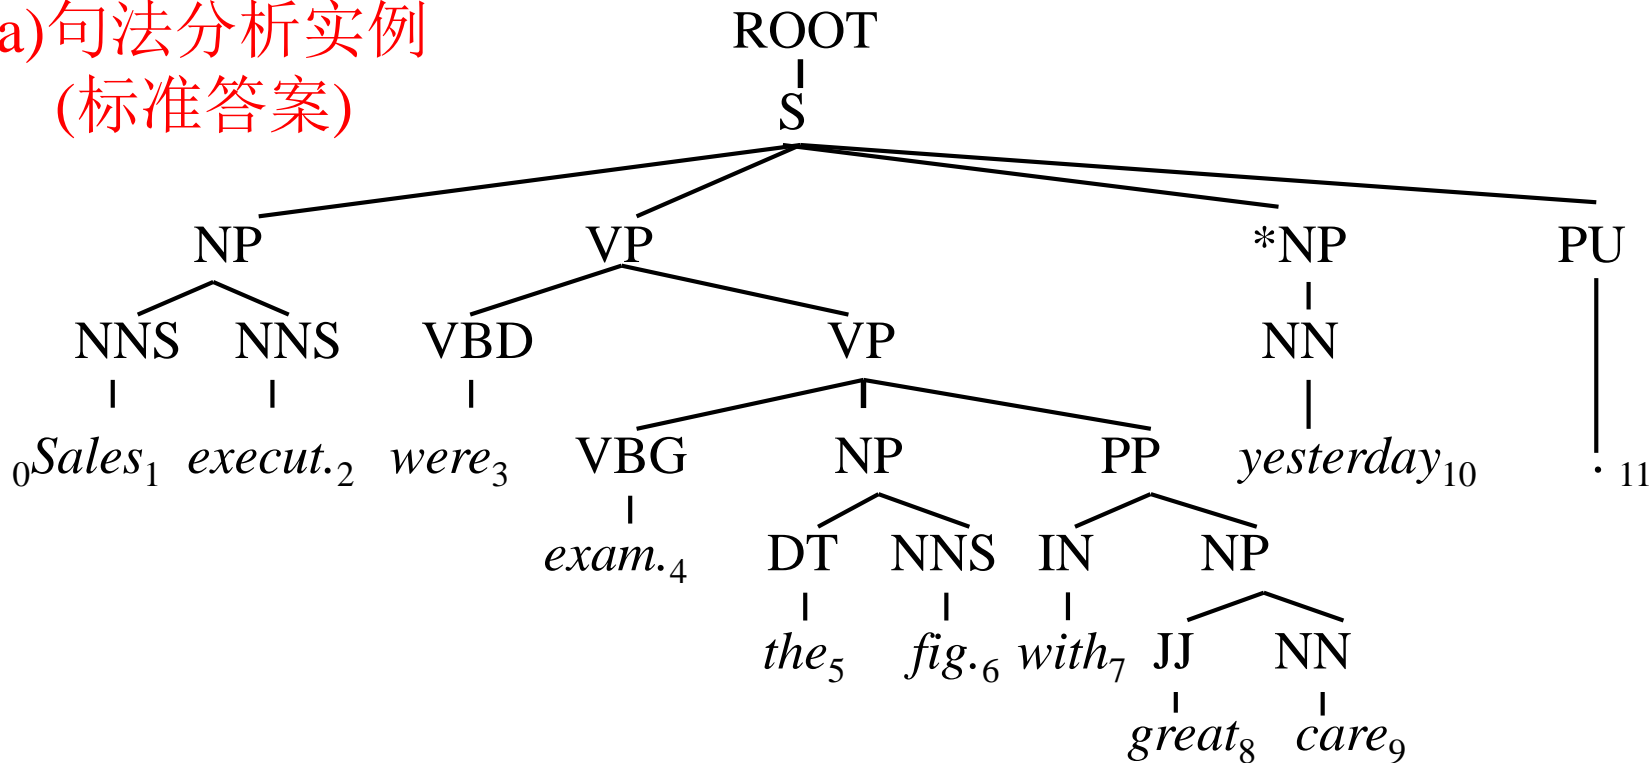 a)句法分析实例
(标准答案)
ROOT
S
NP VP *NP PU
NNS NNS VBD VP NN
0Sales1 execut.2 were3 VBG NP PP yesterday10 . 11
exam.4 DT NNS IN NP
the5 fig.6 with7 JJ NN
great8 care9